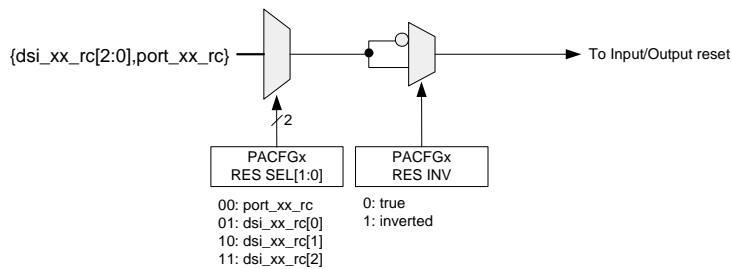 {dsi_xx_rc[2:0],port_xx_rc}
To Input/Output reset
2
PACFGx
RES SEL[1:0]
PACFGx
RES INV
00: port_xx_rc
01: dsi_xx_rc[0]
10: dsi_xx_rc[1]
11: dsi_xx_rc[2]
0: true
1: inverted